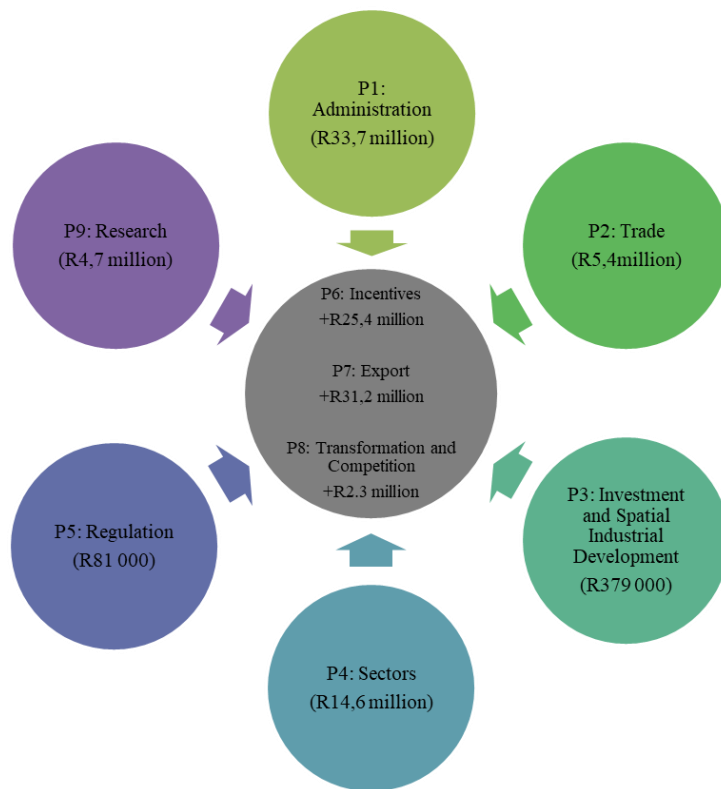 P1:
Administration
(R33,7 million)
P9: Research
(R4,7 million)
P2: Trade
(R5,4million)
P6: Incentives
+R25,4 million
P7: Export
+R31,2 million
P8: Transformation and
Competition
+R2.3 million
P5: Regulation
(R81 000)
P3: Investment
and Spatial
Industrial
Development
(R379 000)
P4: Sectors
(R14,6 million)